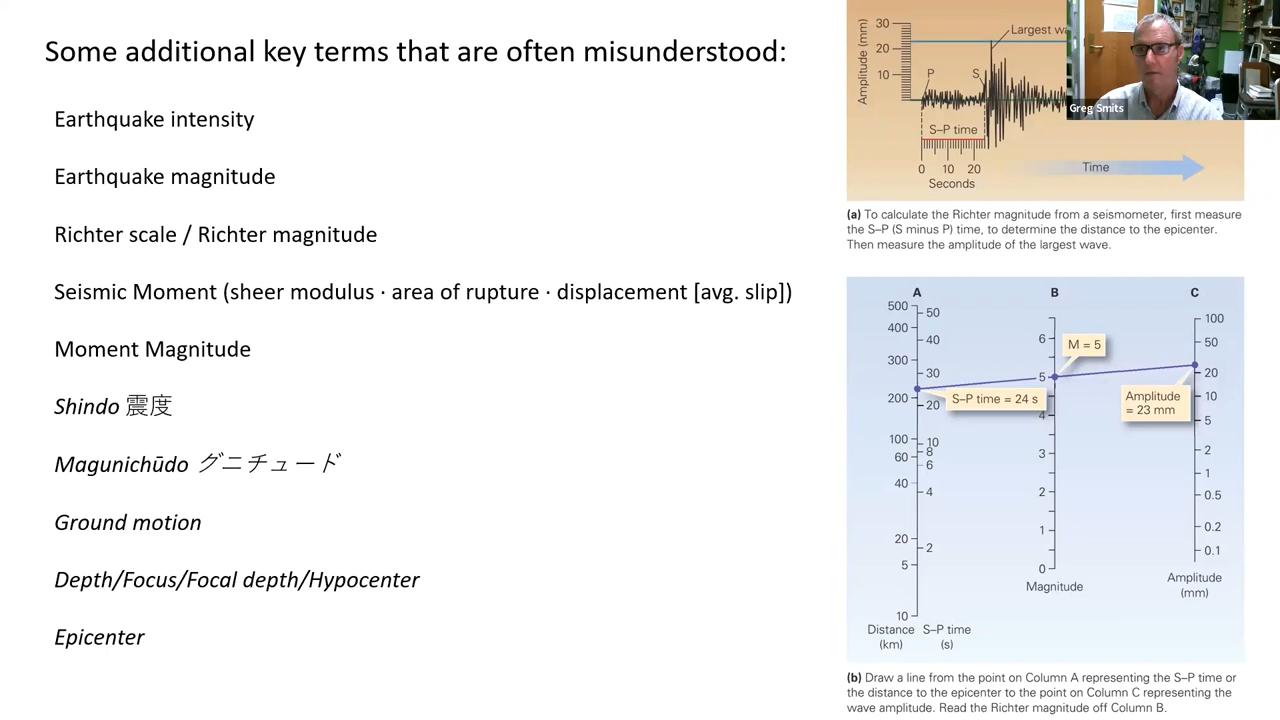 Some additional key terms that are often misunderstood:
Earthquake intensity
Earthquake magnitude
Richter scale / Richter magnitude
Seismic Moment (sheer modulus · area of rupture · displacement [avg. slip])
Moment Magnitude
Shindo 震度
Magunichūdo グニチュード
Ground motion
Depth/Focus/Focal depth/Hypocenter
Epicenter
Amplitude (mm)
30
20
10
Largest
P
S
S–P time
0 10 20
Seconds
Time
Greg Smits
(a) To calculate the Richter magnitude from a seismometer, first measure
the S–P (S minus P) time, to determine the distance to the epicenter.
Then measure the amplitude of the largest wave.
A B C
500
400
300
200
100
60
40
20
5
10
50
40
30
20
10
8
6
4
2
Distance
(km)
S–P time
(s)
S–P time = 24 s
6
5
4
3
2
1
0
Magnitude
M = 5
100
50
20
10
5
2
1
0.5
0.2
0.1
Amplitude
(mm)
Amplitude
= 23 mm
(b) Draw a line from the point on Column A representing the S–P time or
the distance to the epicenter to the point on Column C representing the
wave amplitude. Read the Richter magnitude off Column B.